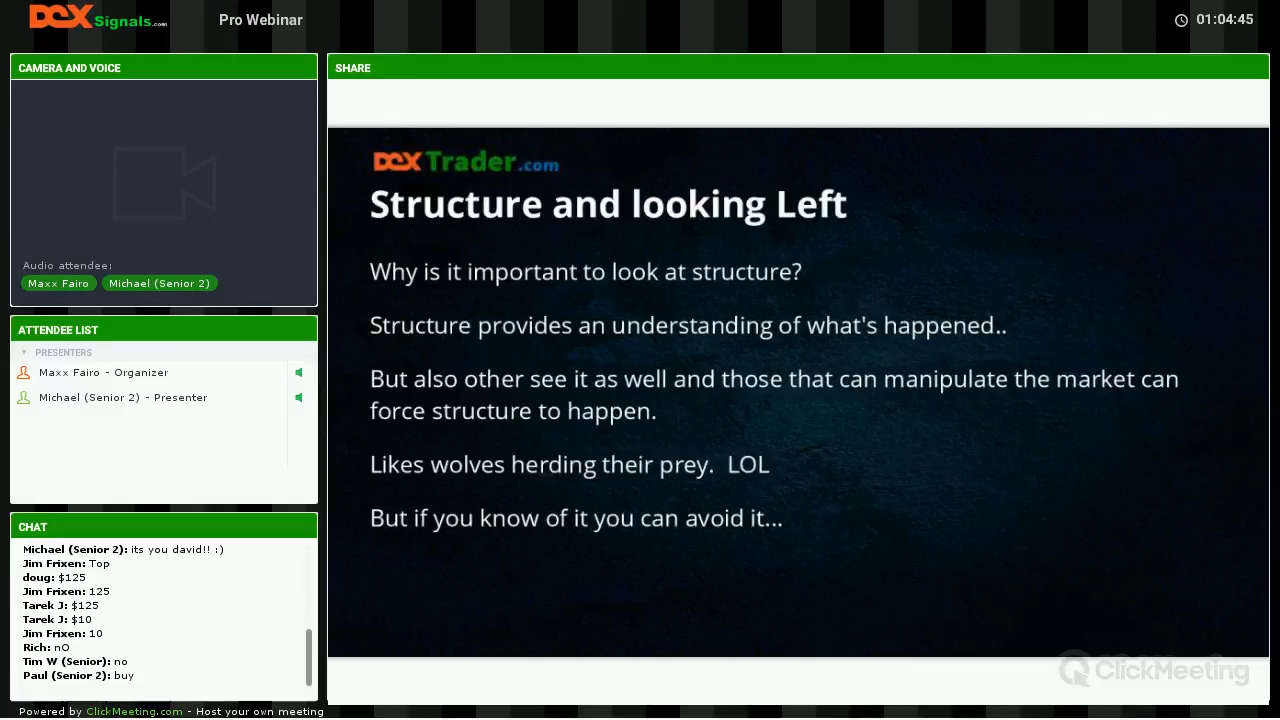 DCX Signals.com
Pro Webinar
01:04:45
CAMERA AND VOICE
Audio attendee:
Maxx Fairo
Michael (Senior 2)
ATTENDEE LIST
PRESENTERS
Maxx Fairo - Organizer
Michael (Senior 2) - Presenter
CHAT
Michael (Senior 2): its you david!! :)
Jim Frixen: Top
doug: $125
Jim Frixen: 125
Tarek J: $125
Tarek J: $10
Jim Frixen: 10
Rich: nO
Tim W (Senior): no
Paul (Senior 2): buy
Powered by ClickMeeting.com - Host your own meeting
SHARE
DCX Trader.com
Structure and looking Left
Why is it important to look at structure?
Structure provides an understanding of what's happened..
But also other see it as well and those that can manipulate the market can
force structure to happen.
Likes wolves herding their prey.  LOL
But if you know of it you can avoid it...
ClickMeeting